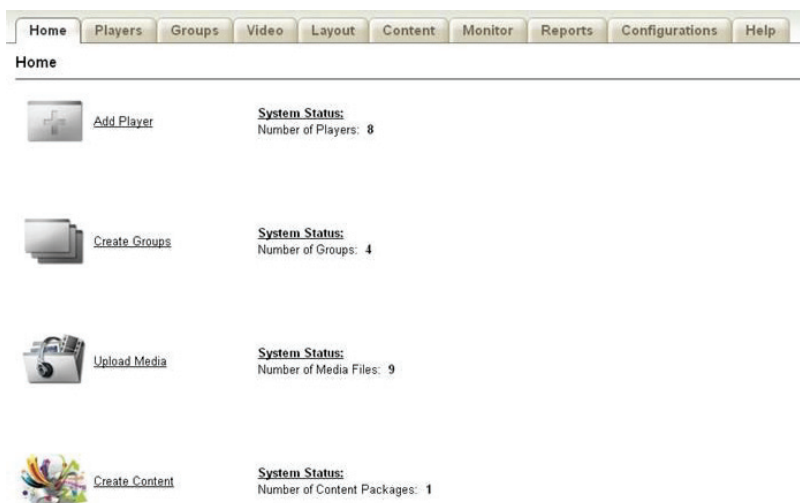 Home Players Groups Video Layout Content Monitor Reports Configurations Help
Home
Add Player
System Status:
Number of Players: 8
Create Groups
System Status:
Number of Groups: 4
Upload Media
System Status:
Number of Media Files: 9
Create Content
System Status:
Number of Content Packages: 1